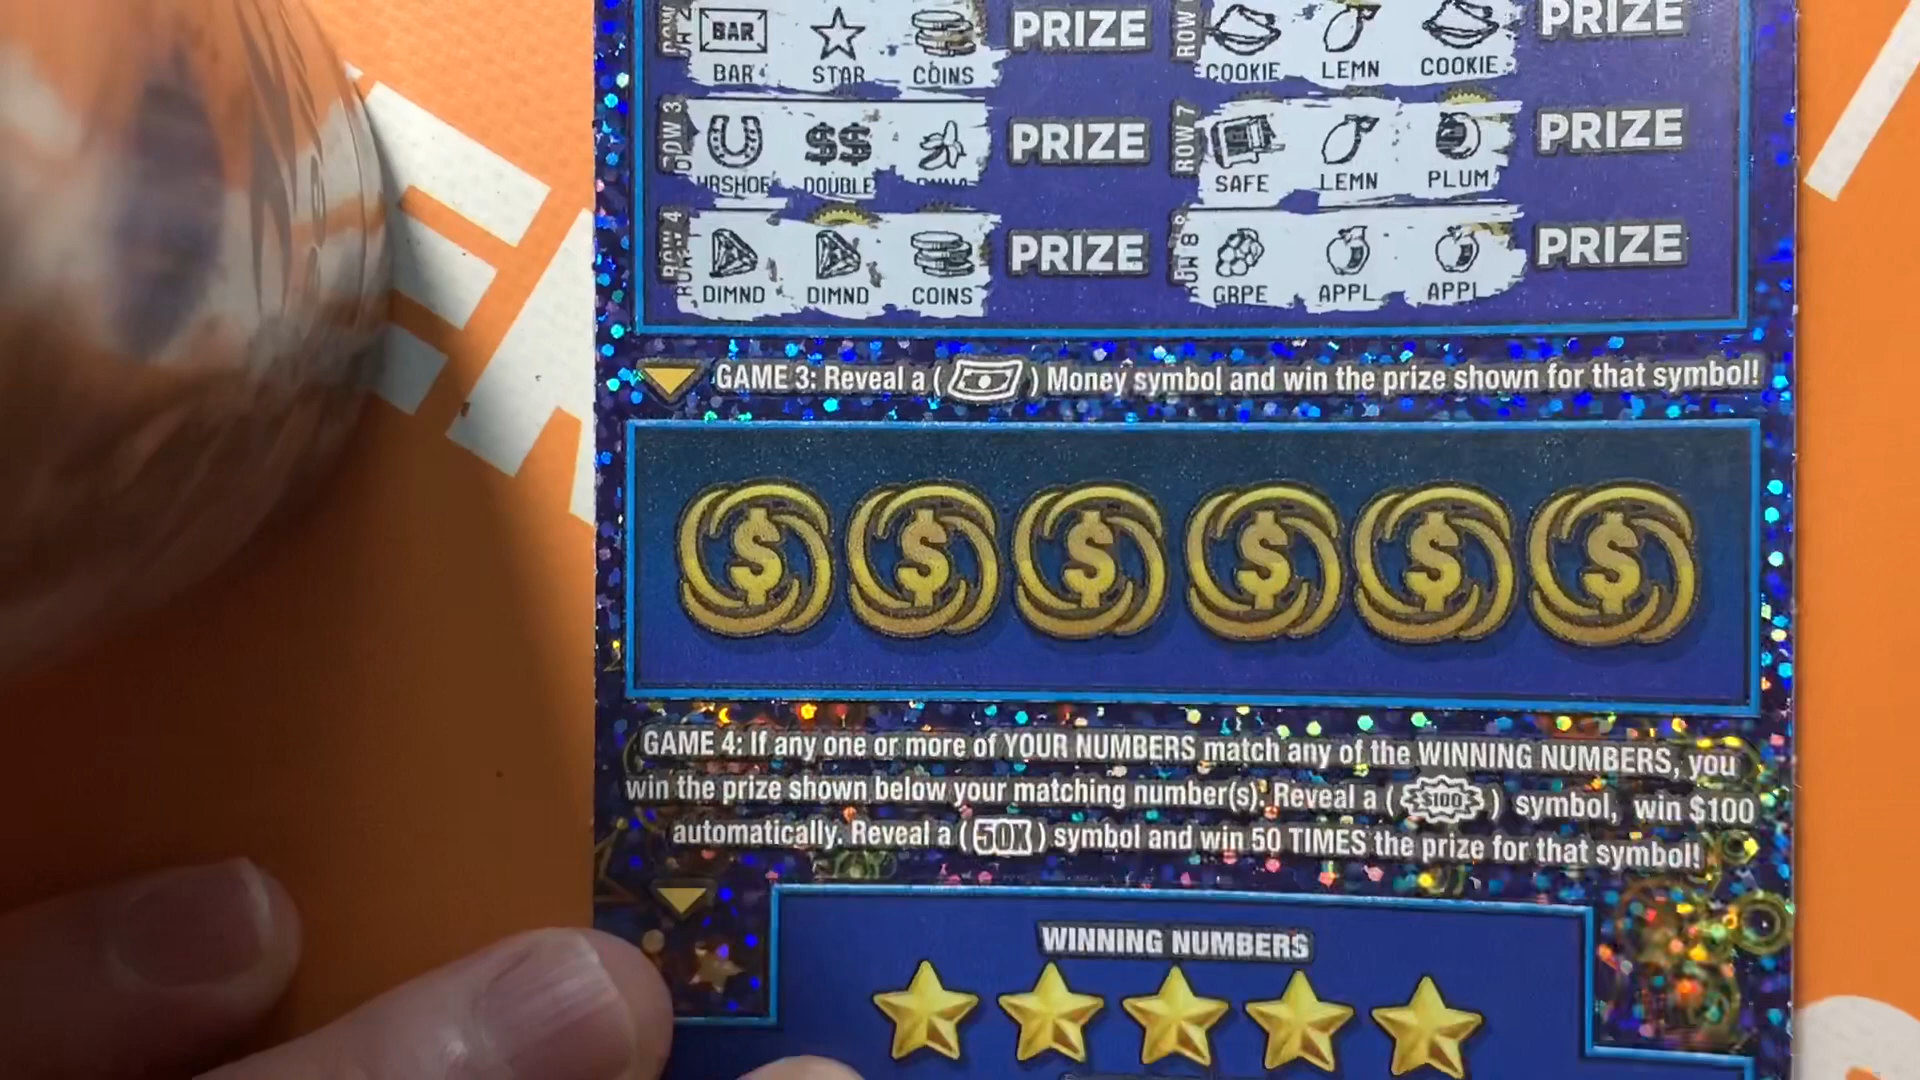 ROW 2 BAR BAR STAR COINS PRIZE ROW COOKIE LEMN COOKIE PRIZE
ROW 3 HRSHOE $$ DOUBLE PRIZE ROW 7 SAFE LEMN PLUM PRIZE
ROW 4 DIMND DIMND COINS PRIZE ROW 8 GRPE APPL APPL PRIZE
GAME 3: Reveal a ( ) Money symbol and win the prize shown for that symbol!
$ $ $ $ $ $
GAME 4: If any one or more of YOUR NUMBERS match any of the WINNING NUMBERS, you
win the prize shown below your matching number(s). Reveal a ( $100 ) symbol, win $100
automatically. Reveal a ( 50X ) symbol and win 50 TIMES the prize for that symbol!
WINNING NUMBERS